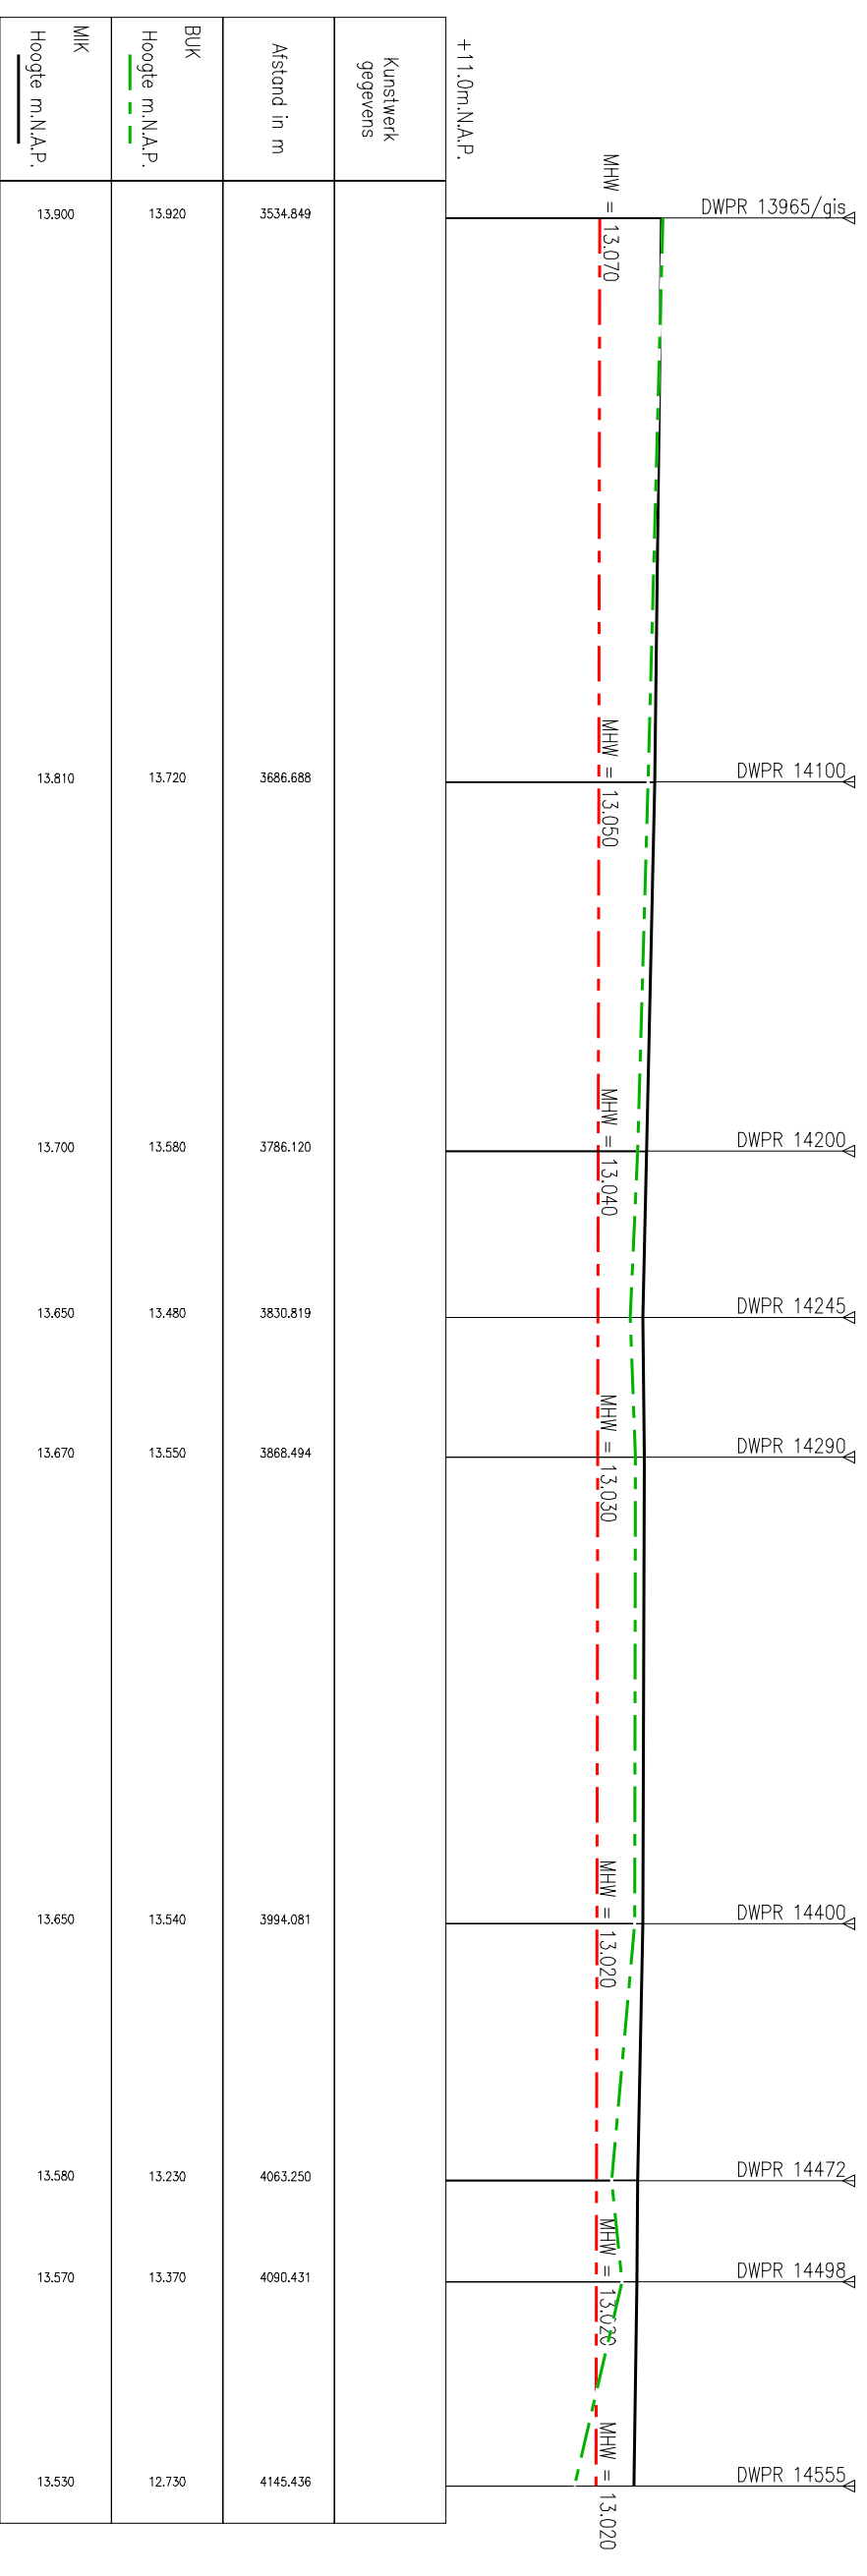 DWPR 13965/gis
DWPR 14100
DWPR 14200
DWPR 14245
DWPR 14290
DWPR 14400
DWPR 14472
DWPR 14498
DWPR 14555
MHW = 13.070
MHW = 13.050
MHW = 13.040
MHW = 13.030
MHW = 13.020
MHW = 13.020
MHW = 13.020
+11.0m.N.A.P.
Kunstwerk
gegevens
Afstand in m
3534.849
3686.688
3786.120
3830.819
3868.494
3994.081
4063.250
4090.431
4145.436
BUK
Hoogte m.N.A.P.
13.920
13.720
13.580
13.480
13.550
13.540
13.230
13.370
12.730
MIK
Hoogte m.N.A.P.
13.900
13.810
13.700
13.650
13.670
13.650
13.580
13.570
13.530